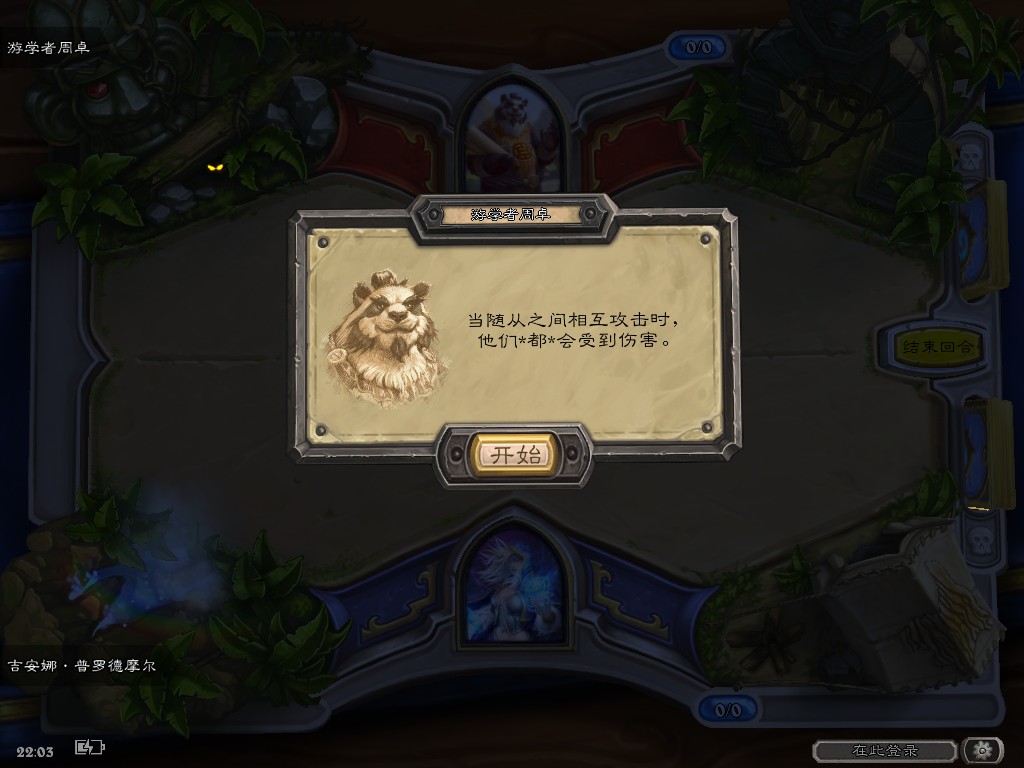 游学者周卓
0/0
游学者周卓
当随从之间相互攻击时，
他们*都*会受到伤害。
结束回合
开始
吉安娜·普罗德摩尔
0/0
22:03
在此登录